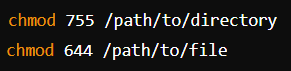 chmod 755 /path/to/directory
chmod 644 /path/to/file